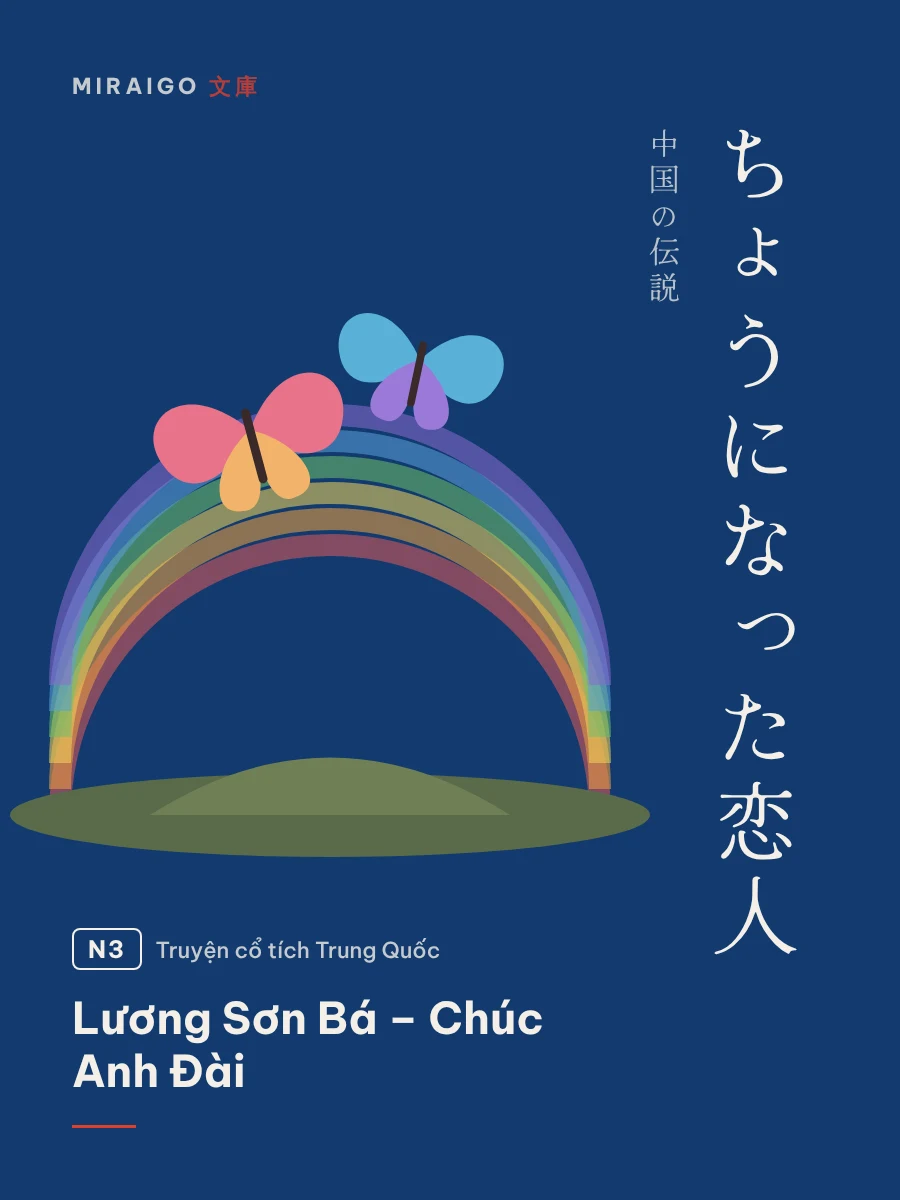 MIRAIGO 文庫
ちょうになった恋人
中国の伝説
N3 Truyện cổ tích Trung Quốc
Lương Sơn Bá – Chúc
Anh Đài